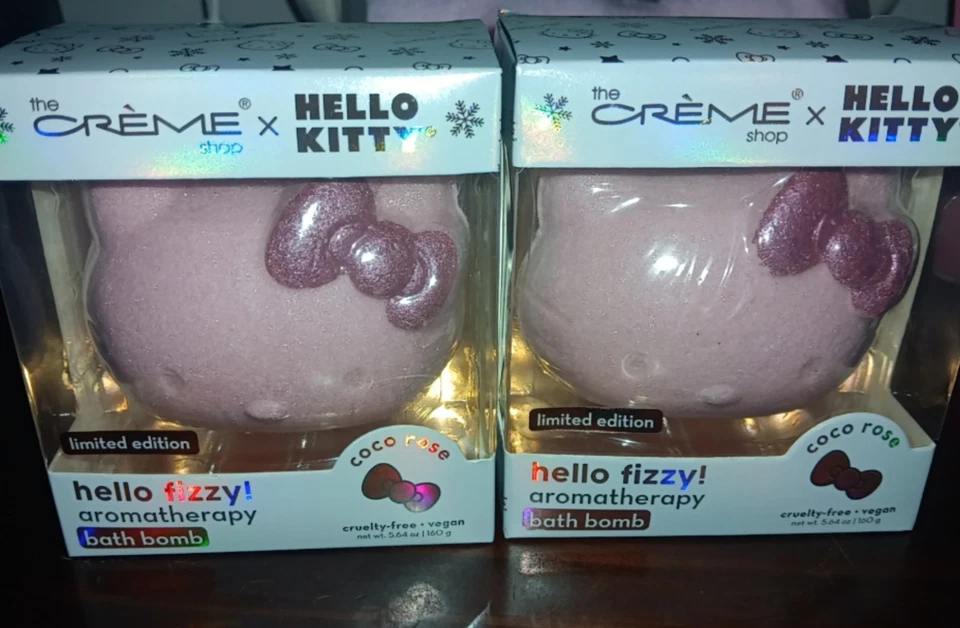 the
CRÈME®
shop
x
HELLO
KITTY
limited edition
hello fizzy!
aromatherapy
bath bomb
coco rose
cruelty-free • vegan
net wt. 5.64 oz | 160 g
the
CRÈME®
shop
x
HELLO
KITTY
limited edition
hello fizzy!
aromatherapy
bath bomb
coco rose
cruelty-free • vegan
net wt. 5.64 oz | 160 g